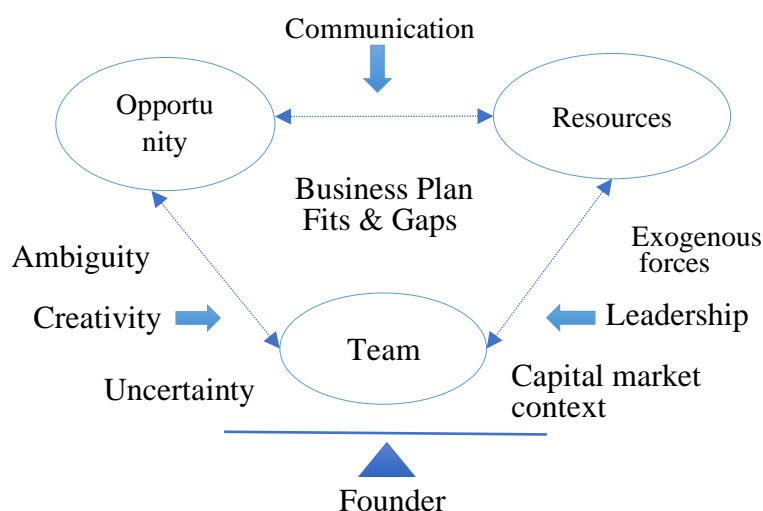 Communication
Opportu
nity
Resources
Business Plan
Fits & Gaps
Ambiguity
Exogenous
forces
Creativity
Leadership
Team
Uncertainty
Capital market
context
Founder